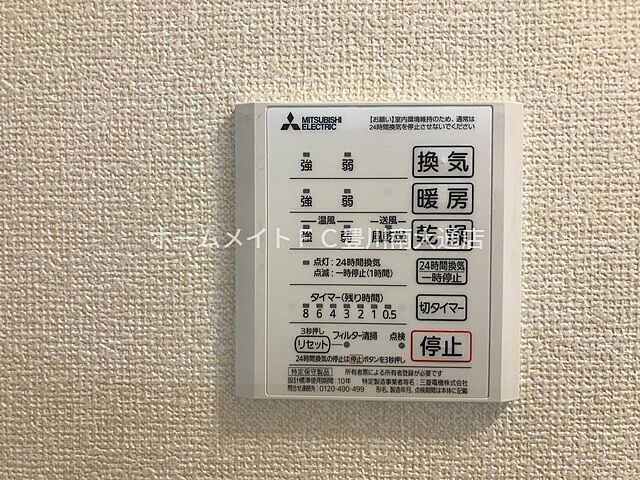 MITSUBISHI ELECTRIC
【お願い】室内環境維持のため、通常は
24時間換気を停止させないでください
強 弱 換気
強 弱 暖房
温風 送風
強 弱 風乾燥 乾燥
ホームメイトFC豊川南大通店
点灯:24時間換気
点滅:一時停止(1時間)
24時間換気
一時停止
タイマー(残り時間)
8 6 4 3 2 1 0.5
切タイマー
3秒押し
リセット フィルター清掃 点検
停止
24時間換気の停止は停止ボタンを3秒押し
特定保守製品 所有者票による所有者登録が必要です
設計標準使用期間:10年 特定製造事業者等名:三菱電機株式会社
問合せ連絡先:0120-490-499 形名、製造年月、点検期間は本体に記載